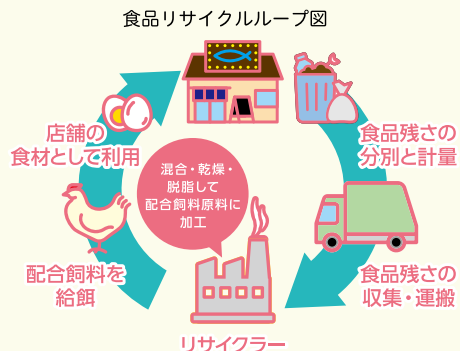 食品リサイクルループ図
店舗の
食材として利用
食品残さの
分別と計量
混合・乾燥・
脱脂して
配合飼料原料に
加工
配合飼料を
給餌
食品残さの
収集・運搬
リサイクラー